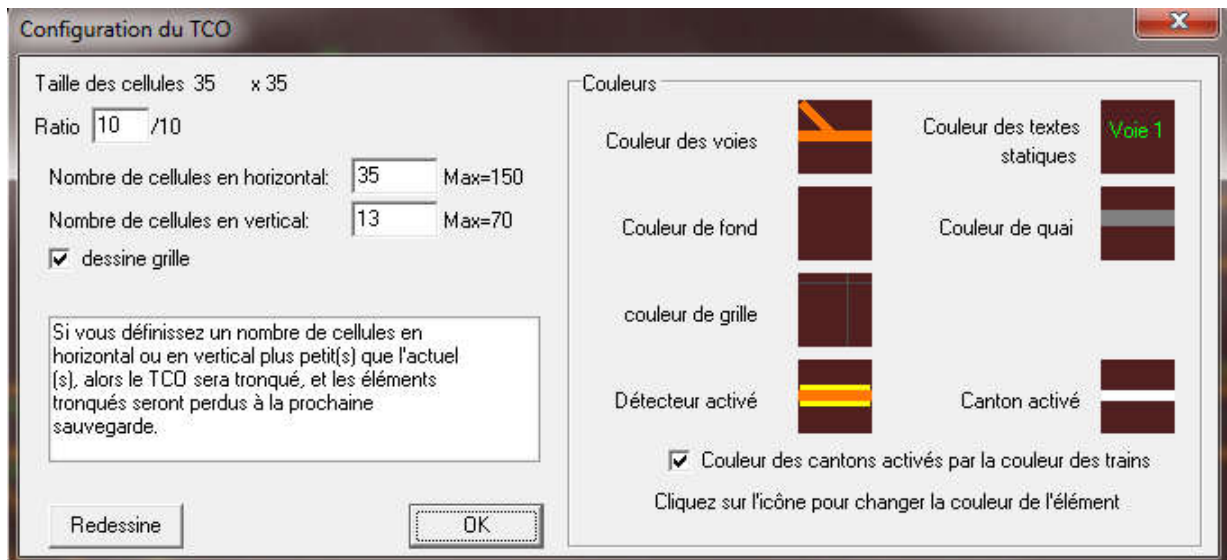 Configuration du TCO
Taille des cellules 35 x 35
Ratio 10 /10
Nombre de cellules en horizontal: 35 Max=150
Nombre de cellules en vertical: 13 Max=70
dessine grille
Si vous définissez un nombre de cellules en
horizontal ou en vertical plus petit(s) que l'actuel
(s), alors le TCO sera tronqué, et les éléments
tronqués seront perdus à la prochaine
sauvegarde.
Redessine
OK
Couleurs
Couleur des voies
Couleur des textes
statiques
Voie 1
Couleur de fond
Couleur de quai
couleur de grille
Détecteur activé
Canton activé
Couleur des cantons activés par la couleur des trains
Cliquez sur l'icône pour changer la couleur de l'élément